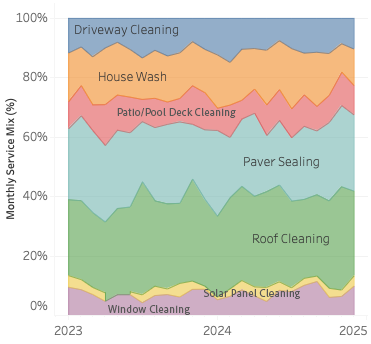 100%
Driveway Cleaning
House Wash
80%
Patio/Pool Deck Cleaning
60%
Paver Sealing
40%
Roof Cleaning
20%
Solar Panel Cleaning
0%
Window Cleaning
Monthly Service Mix (%)
2023
2024
2025